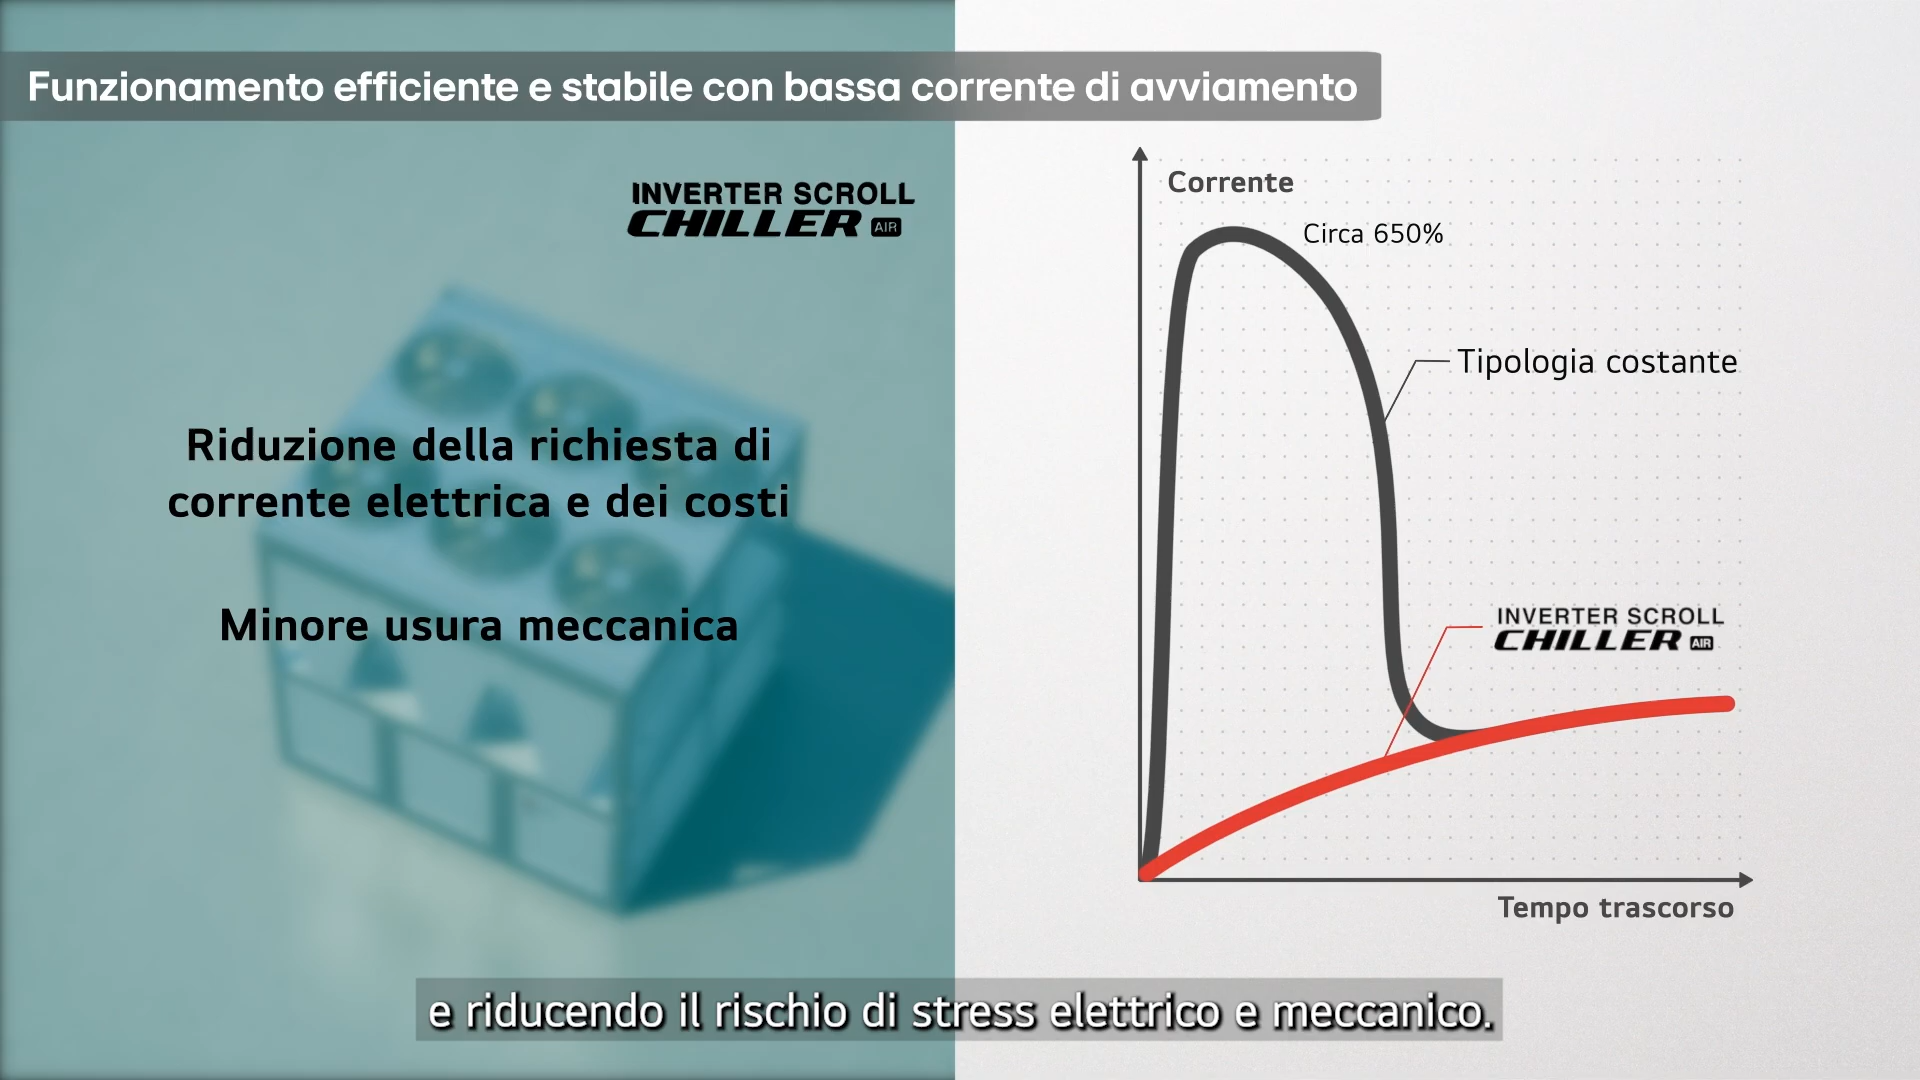 Funzionamento efficiente e stabile con bassa corrente di avviamento
INVERTER SCROLL
CHILLER AIR
Riduzione della richiesta di
corrente elettrica e dei costi
Minore usura meccanica
Corrente
Circa 650%
Tipologia costante
INVERTER SCROLL
CHILLER AIR
Tempo trascorso
e riducendo il rischio di stress elettrico e meccanico.